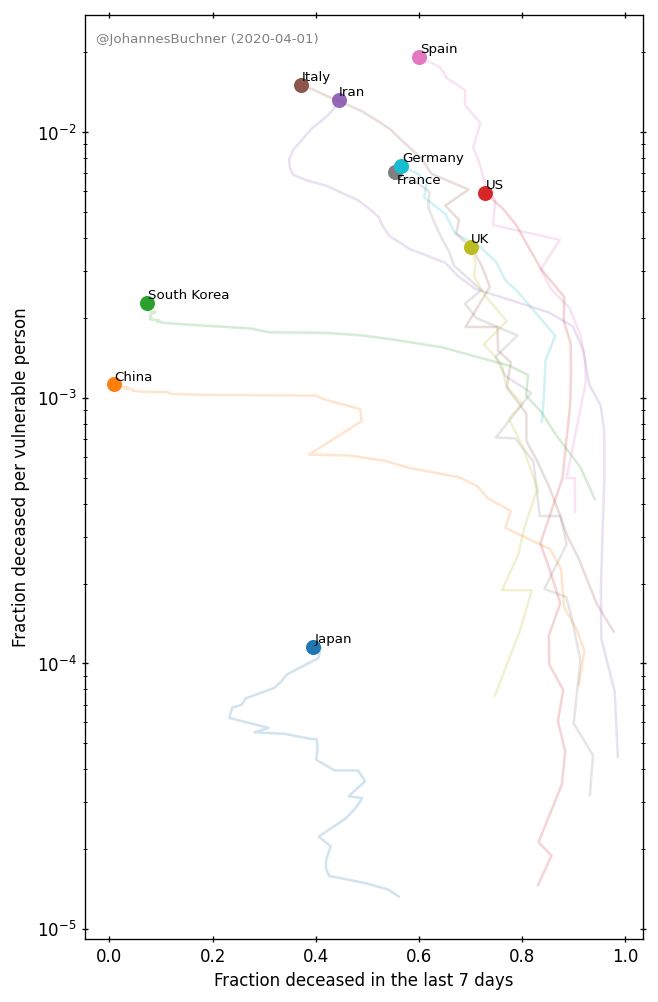 @JohannesBuchner (2020-04-01)
Spain
Italy
Iran
10⁻²
Germany
France
US
UK
South Korea
China
10⁻³
Fraction deceased per vulnerable person
Japan
10⁻⁴
10⁻⁵
0.0 0.2 0.4 0.6 0.8 1.0
Fraction deceased in the last 7 days